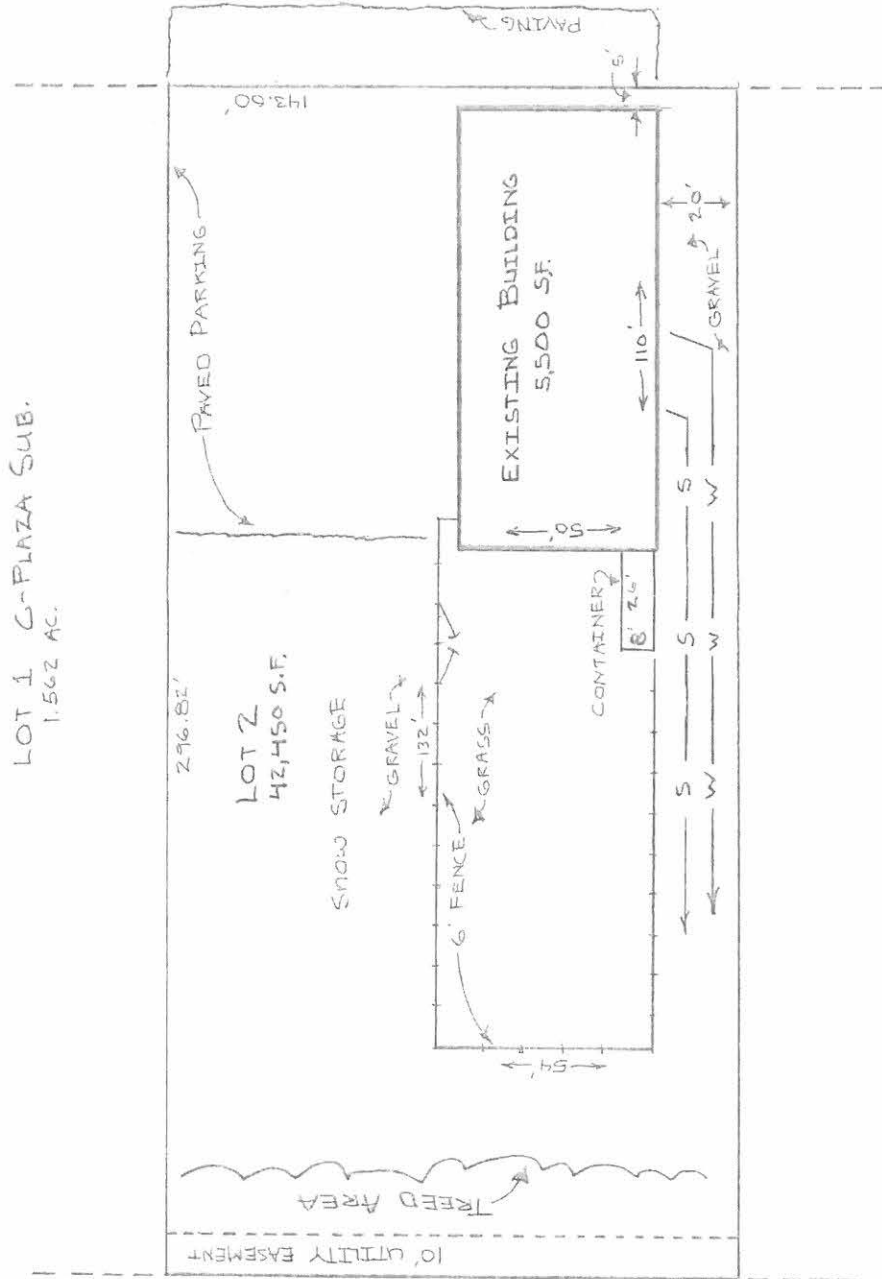 LOT 1 C-PLAZA SUB.
1.562 AC.
PAVING
143.60'
5'
PAVED PARKING
EXISTING BUILDING
5,500 S.F.
110'
50'
20'
GRAVEL
296.82'
LOT 2
42,450 S.F.
SNOW STORAGE
GRAVEL
132'
GRASS
6' FENCE
CONTAINER
8' 26'
S S S
W W W
54'
TREED AREA
10' UTILITY EASEMENT